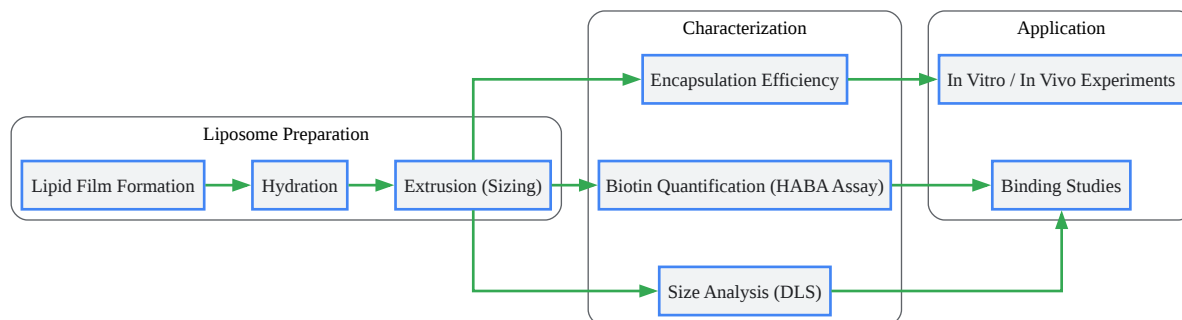 Characterization
Application
Encapsulation Efficiency
In Vitro / In Vivo Experiments
Liposome Preparation
Lipid Film Formation
Hydration
Extrusion (Sizing)
Biotin Quantification (HABA Assay)
Binding Studies
Size Analysis (DLS)